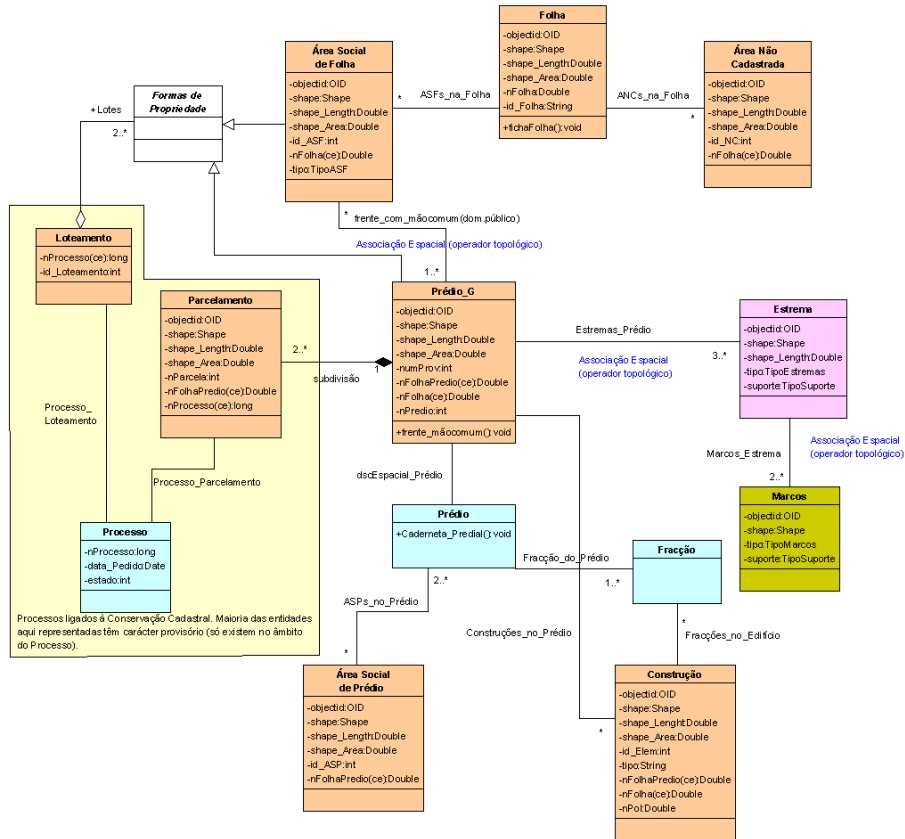 Folha
-objectid:OID
-shape:Shape
-shape_Length:Double
-shape_Area:Double
-nFolha:Double
-id_Folha:String
+fichaFolha():void
Área Social
de Folha
-objectid:OID
-shape:Shape
-shape_Length:Double
-shape_Area:Double
-id_ASF:int
-nFolha(ce):Double
-tipo:TipoASF
Área Não
Cadastrada
-objectid:OID
-shape:Shape
-shape_Length:Double
-shape_Area:Double
-id_NC:int
-nFolha(ce):Double
ASFs_na_Folha
*
ANCs_na_Folha
*
Formas de
Propriedade
+Lotes
2..*
*
frente_com_mãocomum(dom.público)
Associação Espacial (operador topológico)
1..*
Loteamento
-nProcesso(ce):long
-id_Loteamento:int
Parcelamento
-objectid:OID
-shape:Shape
-shape_Length:Double
-shape_Area:Double
-nParcela:int
-nFolhaPredio(ce):Double
-nProcesso(ce):long
2..*
subdivisão
1
Prédio_G
-objectid:OID
-shape:Shape
-shape_Length:Double
-shape_Area:Double
-numProv:int
-nFolhaPredio(ce):Double
-nFolha(ce):Double
-nPredio:int
+frente_mãocomum():void
Estremas_Prédio
3..*
Associação Espacial
(operador topológico)
Estrema
-objectid:OID
-shape:Shape
-shape_Length:Double
-tipo:TipoEstremas
-suporte:TipoSuporte
Associação Espacial
(operador topológico)
Marcos_Estrema
2..*
Marcos
-objectid:OID
-shape:Shape
-tipo:TipoMarcos
-suporte:TipoSuporte
Processo_
Loteamento
Processo_Parcelamento
Processo
-nProcesso:long
-data_Pedido:Date
-estado:int
Processos ligados à Conservação Cadastral. Maioria das entidades
aqui representadas têm carácter provisório (só existem no âmbito
do Processo).
dscEspacial_Prédio
Prédio
+Caderneta_Predial():void
Fracção_do_Prédio
1..*
Fracção
2..*
ASPs_no_Prédio
*
Construções_no_Prédio
*
*
Fracções_no_Edifício
Área Social
de Prédio
-objectid:OID
-shape:Shape
-shape_Length:Double
-shape_Area:Double
-id_ASP:int
-nFolhaPredio(ce):Double
Construção
-objectid:OID
-shape:Shape
-shape_Lenght:Double
-shape_Area:Double
-id_Elem:int
-tipo:String
-nFolhaPredio(ce):Double
-nFolha(ce):Double
-nPol:Double